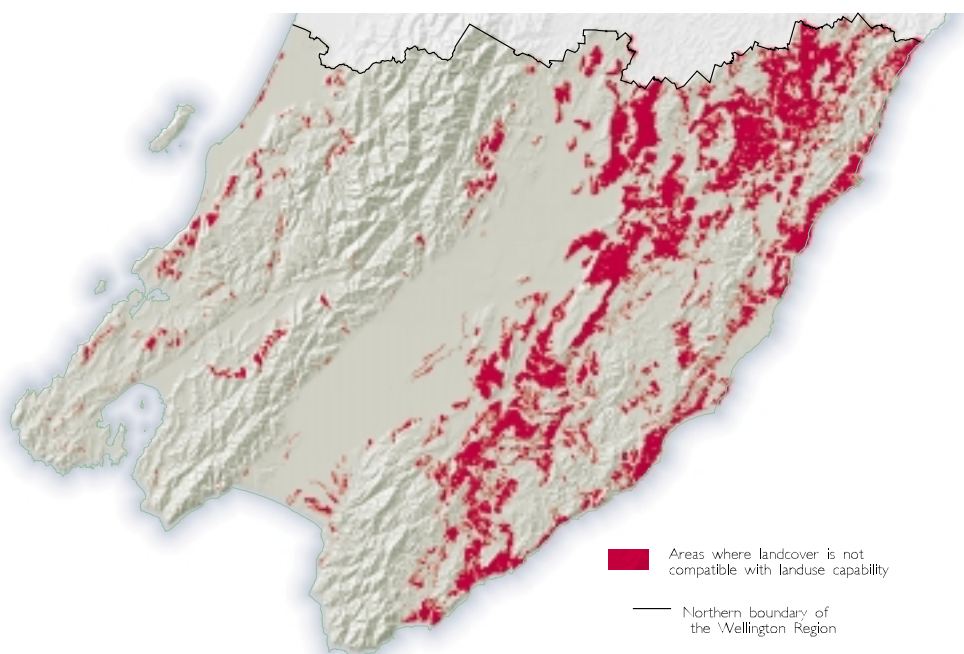 Areas where landcover is not
compatible with landuse capability
Northern boundary of
the Wellington Region